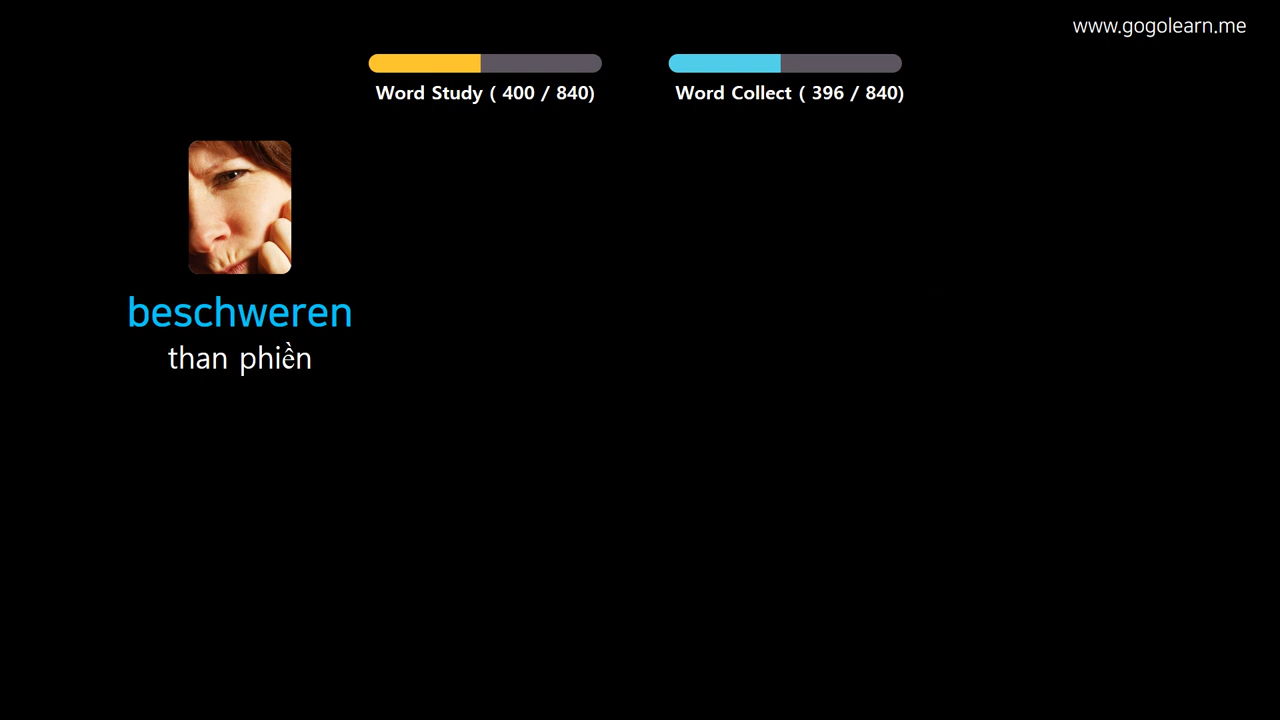 www.gogolearn.me
Word Study ( 400 / 840)
Word Collect ( 396 / 840)
beschweren
than phiền